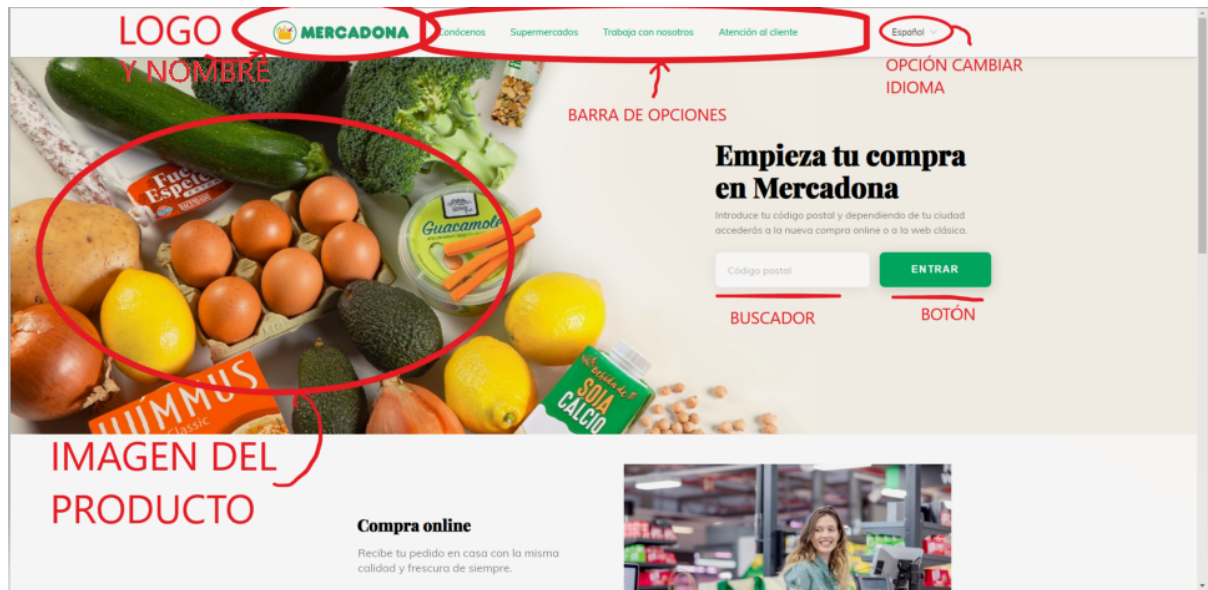 LOGO
Y NOMBRE
MERCADONA
Conócenos Supermercados Trabaja con nosotros Atención al cliente
Español
OPCIÓN CAMBIAR
IDIOMA
BARRA DE OPCIONES
Empieza tu compra
en Mercadona
Introduce tu código postal y dependiendo de tu ciudad
accederás a la nueva compra online o a la web clásica.
Código postal
ENTRAR
BUSCADOR
BOTÓN
Guacamole
HUMMUS
Classic
Bebida de
SOJA
CALCIO
IMAGEN DEL
PRODUCTO
Compra online
Recibe tu pedido en casa con la misma
calidad y frescura de siempre.